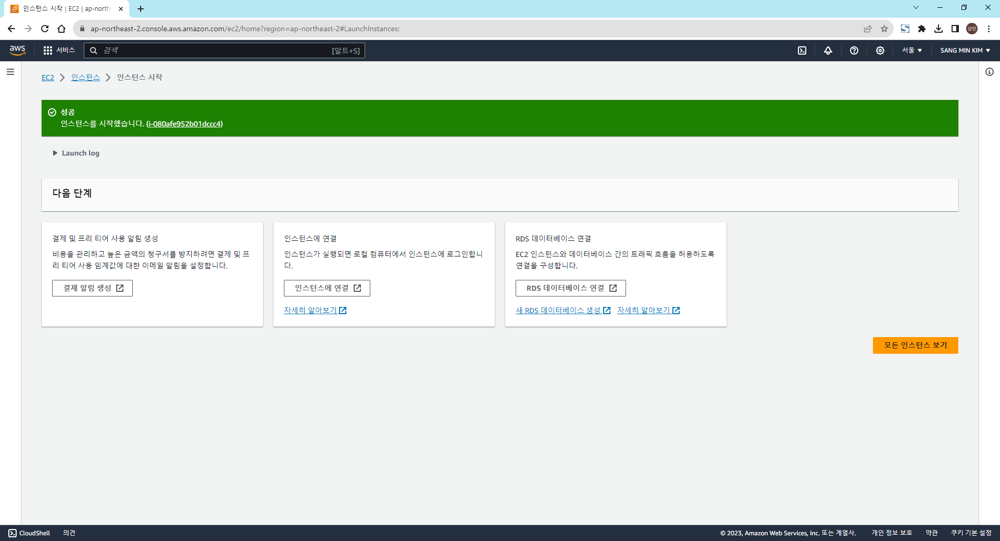 인스턴스 시작 | EC2 | ap-northe
ap-northeast-2.console.aws.amazon.com/ec2/home?region=ap-northeast-2#LaunchInstances:
상민
aws
서비스
검색
[알트+S]
서울
SANG MIN KIM
EC2
인스턴스
인스턴스 시작
성공
인스턴스를 시작했습니다. (i-080afe952b01dccc4)
Launch log
다음 단계
결제 및 프리 티어 사용 알림 생성
비용을 관리하고 높은 금액의 청구서를 방지하려면 결제 및 프
리 티어 사용 임계값에 대한 이메일 알림을 설정합니다.
결제 알림 생성
인스턴스에 연결
인스턴스가 실행되면 로컬 컴퓨터에서 인스턴스에 로그인합니
다.
인스턴스에 연결
자세히 알아보기
RDS 데이터베이스 연결
EC2 인스턴스와 데이터베이스 간의 트래픽 흐름을 허용하도록
연결을 구성합니다.
RDS 데이터베이스 연결
새 RDS 데이터베이스 생성
자세히 알아보기
모든 인스턴스 보기
CloudShell
의견
© 2023, Amazon Web Services, Inc. 또는 계열사.
개인 정보 보호
약관
쿠키 기본 설정